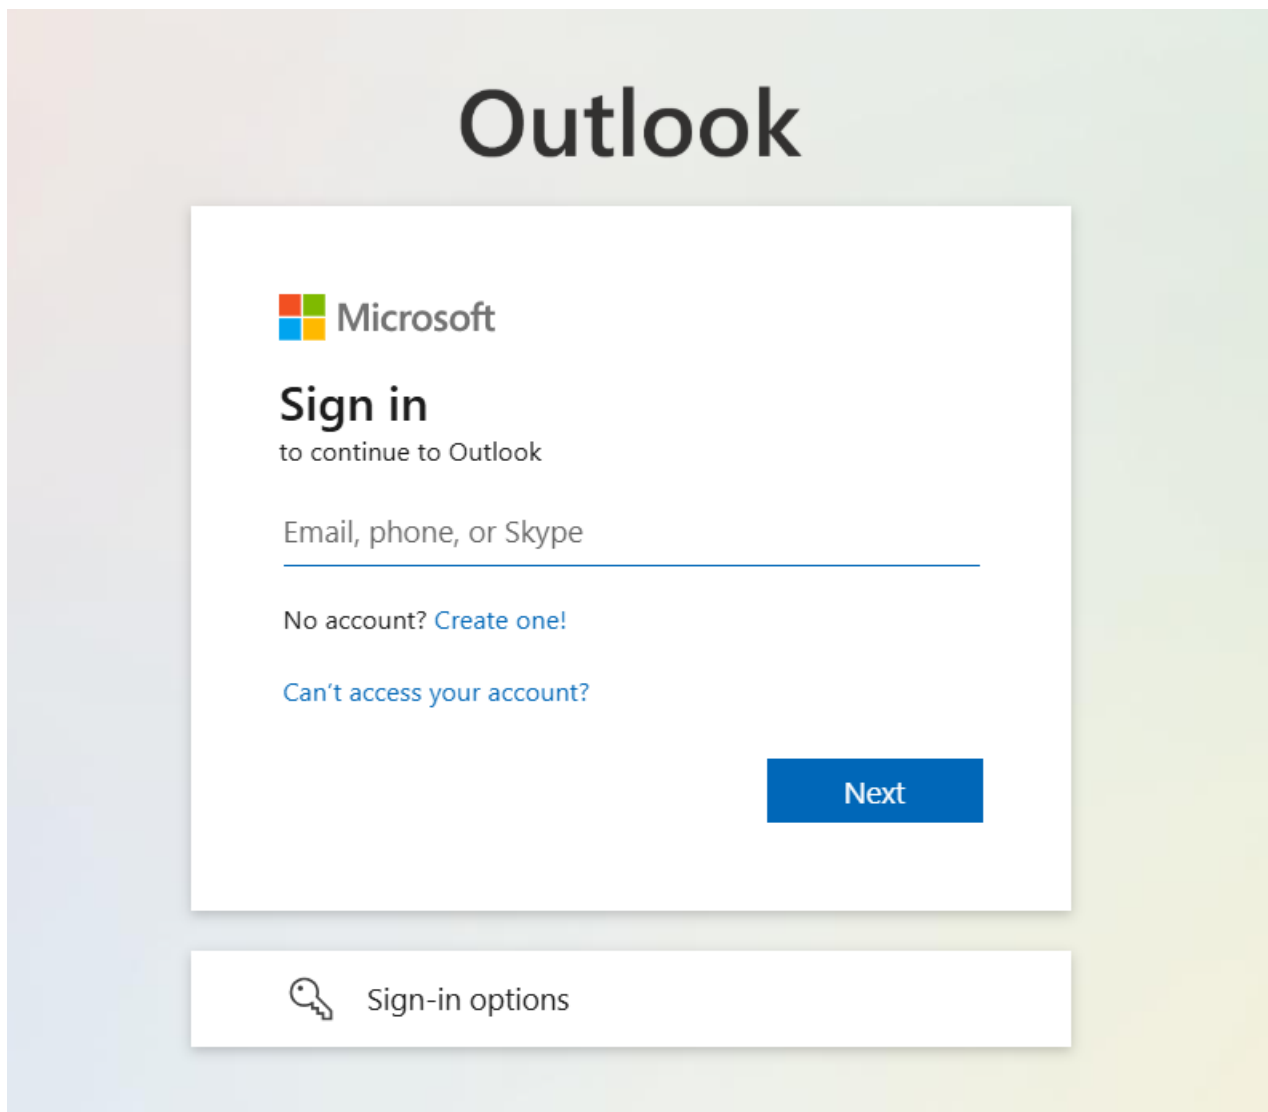 Outlook
Microsoft
Sign in
to continue to Outlook
Email, phone, or Skype
No account? Create one!
Can't access your account?
Next
Sign-in options